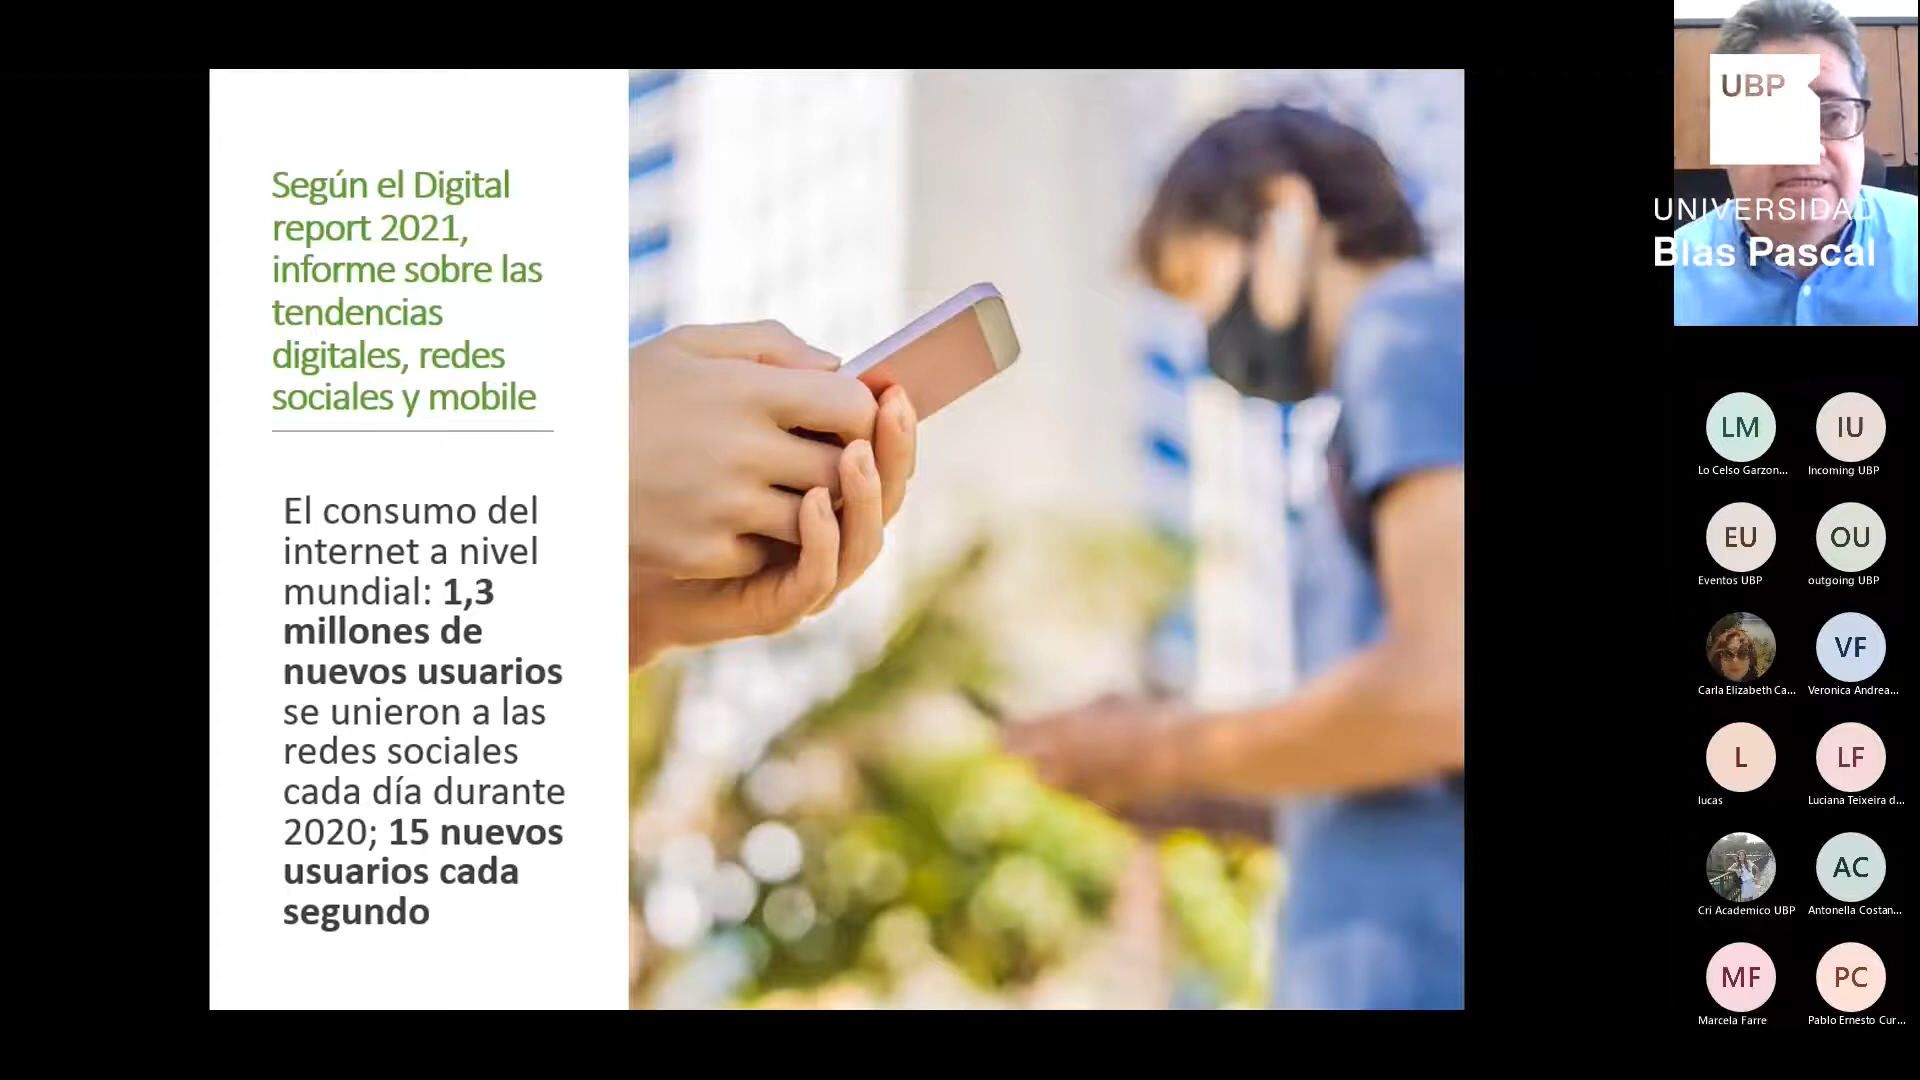 Según el Digital
report 2021,
informe sobre las
tendencias
digitales, redes
sociales y mobile
El consumo del
internet a nivel
mundial: 1,3
millones de
nuevos usuarios
se unieron a las
redes sociales
cada día durante
2020; 15 nuevos
usuarios cada
segundo
UBP
UNIVERSIDAD
Blas Pascal
LM
IU
Lo Celso Garzon...
Incoming UBP
EU
OU
Eventos UBP
outgoing UBP
VF
Carla Elizabeth Ca...
Veronica Andrea...
L
LF
lucas
Luciana Teixeira d...
AC
Cri Academico UBP
Antonella Costan...
MF
PC
Marcela Farre
Pablo Ernesto Cur...